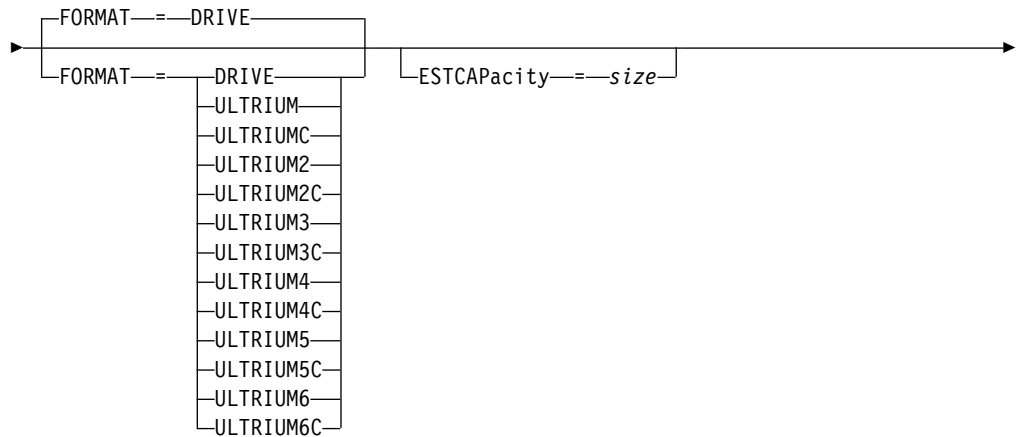 FORMAT = DRIVE
FORMAT = DRIVE ESTCAPacity = size
ULTRIUM
ULTRIUMC
ULTRIUM2
ULTRIUM2C
ULTRIUM3
ULTRIUM3C
ULTRIUM4
ULTRIUM4C
ULTRIUM5
ULTRIUM5C
ULTRIUM6
ULTRIUM6C